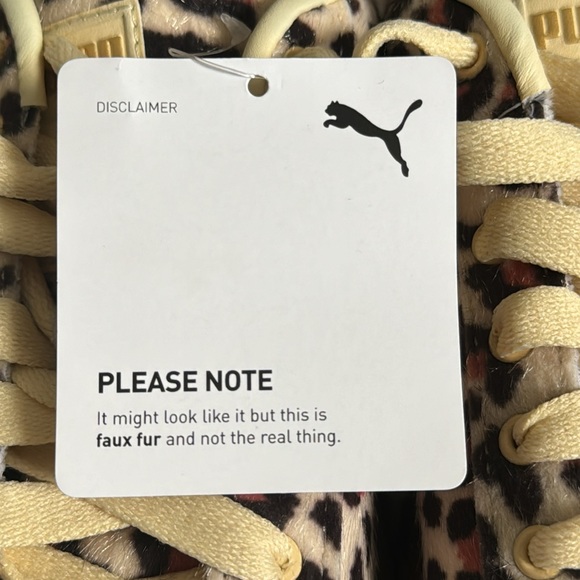 DISCLAIMER
PLEASE NOTE
It might look like it but this is
faux fur and not the real thing.